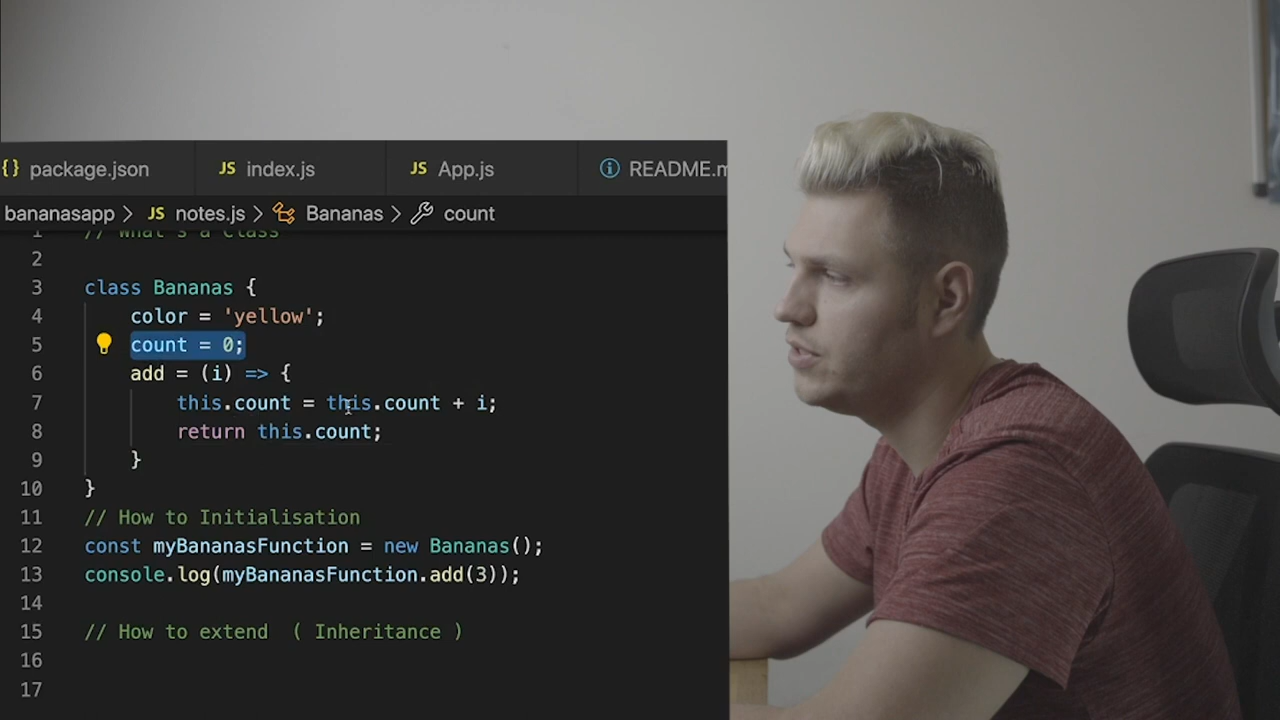 {} package.json JS index.js JS App.js README.m
bananasapp > JS notes.js > Bananas > count
1 // What's a Class
2
3 class Bananas {
4 color = 'yellow';
5 count = 0;
6 add = (i) => {
7 this.count = this.count + i;
8 return this.count;
9 }
10 }
11 // How to Initialisation
12 const myBananasFunction = new Bananas();
13 console.log(myBananasFunction.add(3));
14
15 // How to extend ( Inheritance )
16
17